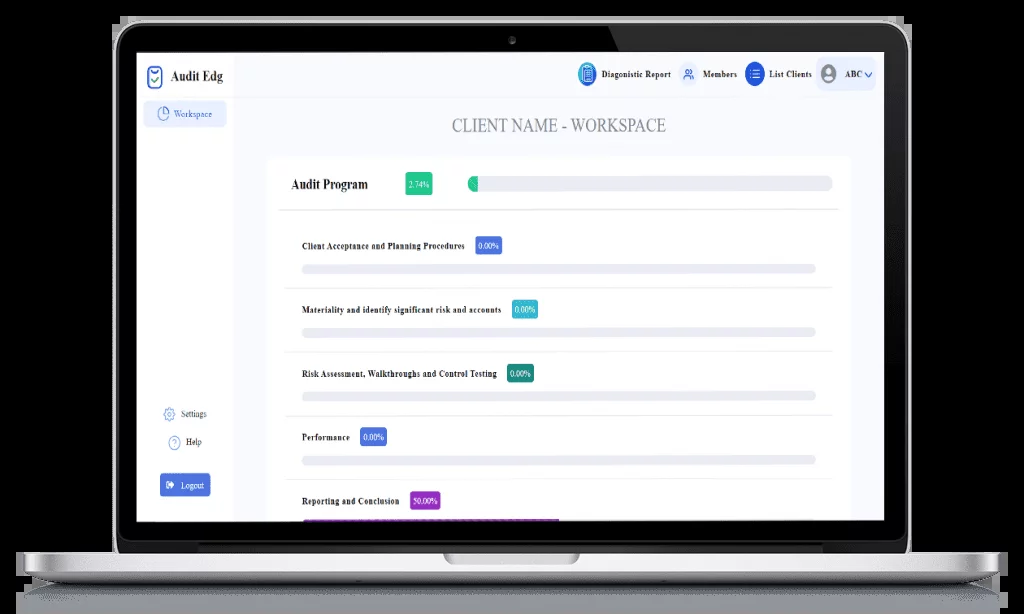 Audit Edg
Diagonistic Report
Members
List Clients
ABC
Workspace
CLIENT NAME - WORKSPACE
Audit Program 2.74%
Client Acceptance and Planning Procedures 0.00%
Materiality and identify significant risk and accounts 0.00%
Risk Assessment, Walkthroughs and Control Testing 0.00%
Performance 0.00%
Reporting and Conclusion 50.00%
Settings
Help
Logout